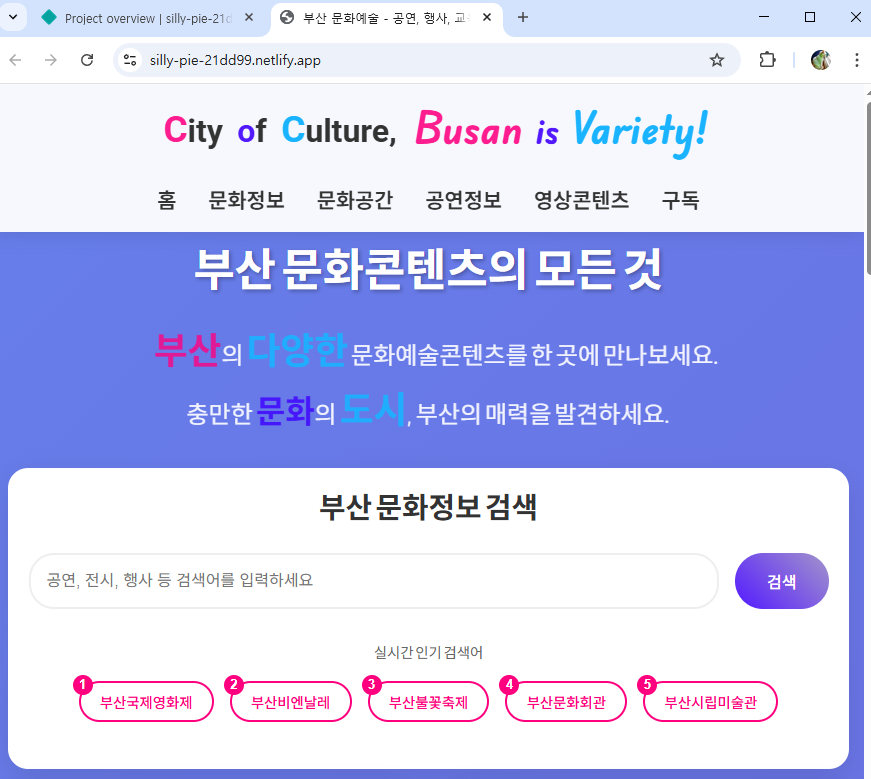 Project overview | silly-pie-21d
부산 문화예술 - 공연, 행사, 교
silly-pie-21dd99.netlify.app
City of Culture, Busan is Variety!
홈 문화정보 문화공간 공연정보 영상콘텐츠 구독
부산 문화콘텐츠의 모든 것
부산의 다양한 문화예술콘텐츠를 한 곳에 만나보세요.
충만한 문화의 도시, 부산의 매력을 발견하세요.
부산 문화정보 검색
공연, 전시, 행사 등 검색어를 입력하세요
검색
실시간 인기 검색어
1 부산국제영화제
2 부산비엔날레
3 부산불꽃축제
4 부산문화회관
5 부산시립미술관